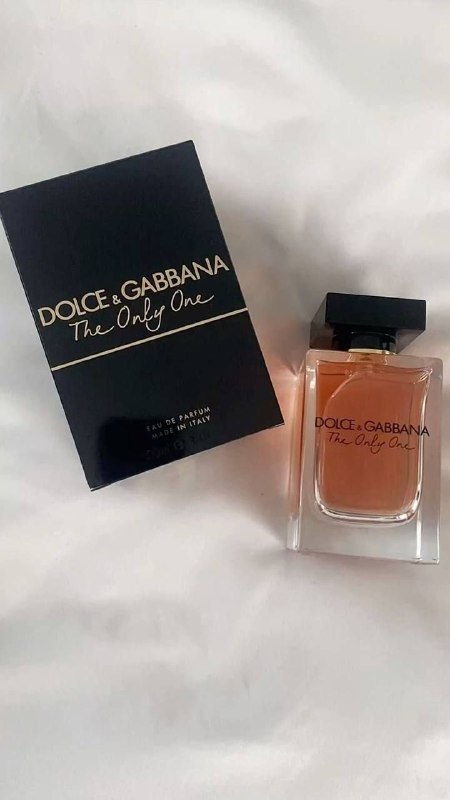 DOLCE & GABBANA
The Only One
EAU DE PARFUM
MADE IN ITALY
DOLCE & GABBANA
The Only One